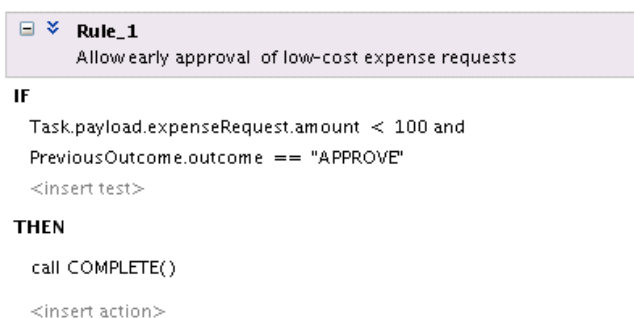 Rule_1
Allow early approval of low-cost expense requests
IF
Task.payload.expenseRequest.amount < 100 and
PreviousOutcome.outcome == "APPROVE"
<insert test>
THEN
call COMPLETE()
<insert action>